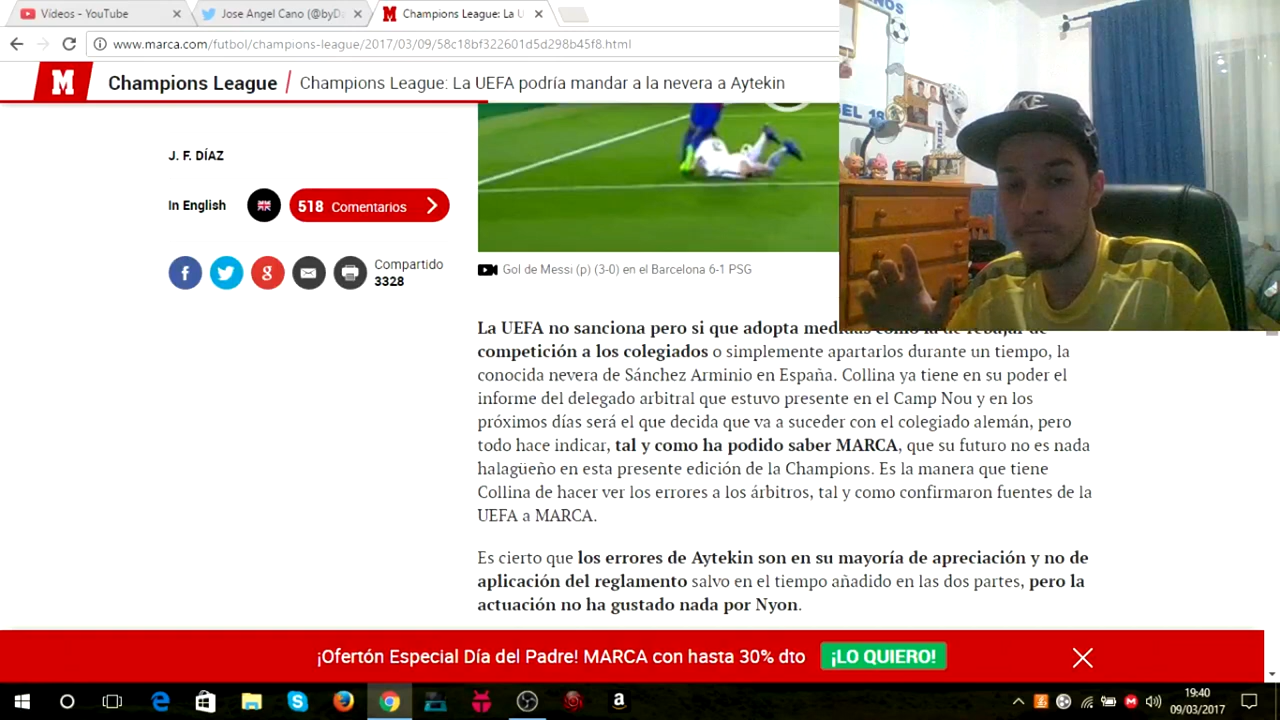 Vídeos - YouTube
Jose Angel Cano (@byDa
Champions League: La U
www.marca.com/futbol/champions-league/2017/03/09/58c18bf322601d5d298b45f8.html
M
Champions League
Champions League: La UEFA podría mandar a la nevera a Aytekin
J. F. DÍAZ
In English
518 Comentarios
Compartido
3328
Gol de Messi (p) (3-0) en el Barcelona 6-1 PSG
La UEFA no sanciona pero si que adopta
competición a los colegiados o simplemente apartarlos durante un tiempo, la
conocida nevera de Sánchez Arminio en España. Collina ya tiene en su poder el
informe del delegado arbitral que estuvo presente en el Camp Nou y en los
próximos días será el que decida que va a suceder con el colegiado alemán, pero
todo hace indicar, tal y como ha podido saber MARCA, que su futuro no es nada
halagüeño en esta presente edición de la Champions. Es la manera que tiene
Collina de hacer ver los errores a los árbitros, tal y como confirmaron fuentes de la
UEFA a MARCA.
Es cierto que los errores de Aytekin son en su mayoría de apreciación y no de
aplicación del reglamento salvo en el tiempo añadido en las dos partes, pero la
actuación no ha gustado nada por Nyon.
¡Ofertón Especial Día del Padre! MARCA con hasta 30% dto
¡LO QUIERO!
19:40
09/03/2017